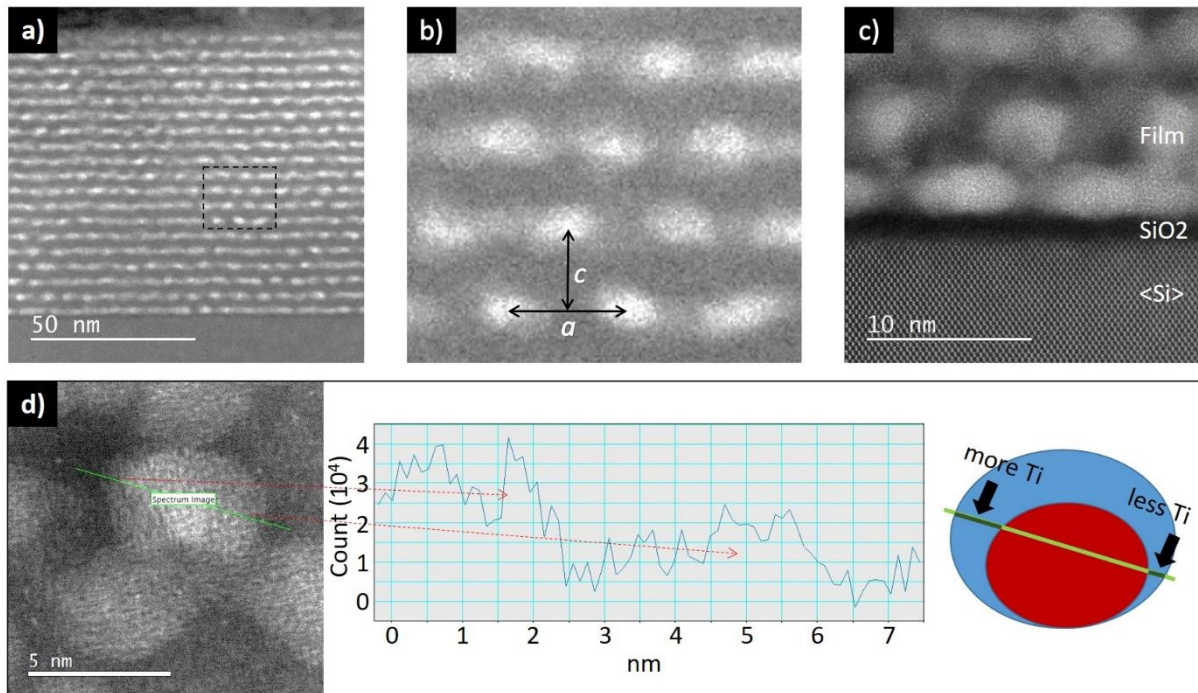 a)
50 nm
b)
c
a
c)
Film
SiO2
<Si>
10 nm
d)
Spectrum Image
5 nm
Count (10⁴)
4
3
2
1
0
0 1 2 3 4 5 6 7
nm
more Ti
less Ti